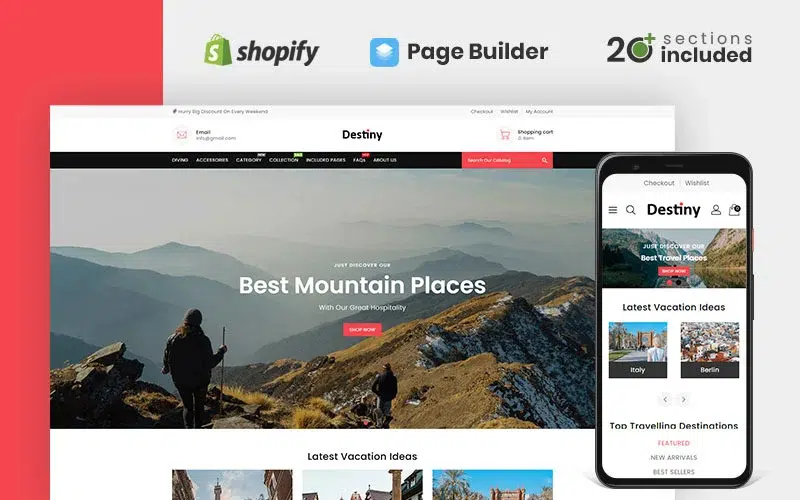 shopify
Page Builder
20+ sections
included
Hurry Big Discount On Every Weekend
Checkout
Wishlist
My Account
Email
info@gmail.com
Destiny
Shopping cart
DIVING
ACCESSORIES
CATEGORY
NEW
COLLECTION
SALE
INCLUDED PAGES
FAQs
ABOUT US
Search Our Catalog
JUST DISCOVER OUR
Best Mountain Places
With Our Great Hospitality
SHOP NOW
Latest Vacation Ideas
Checkout
Wishlist
Destiny
0
JUST DISCOVER OUR
Best Travel Places
SHOP NOW
Latest Vacation Ideas
Italy
Berlin
Top Travelling Destinations
FEATURED
NEW ARRIVALS
BEST SELLERS